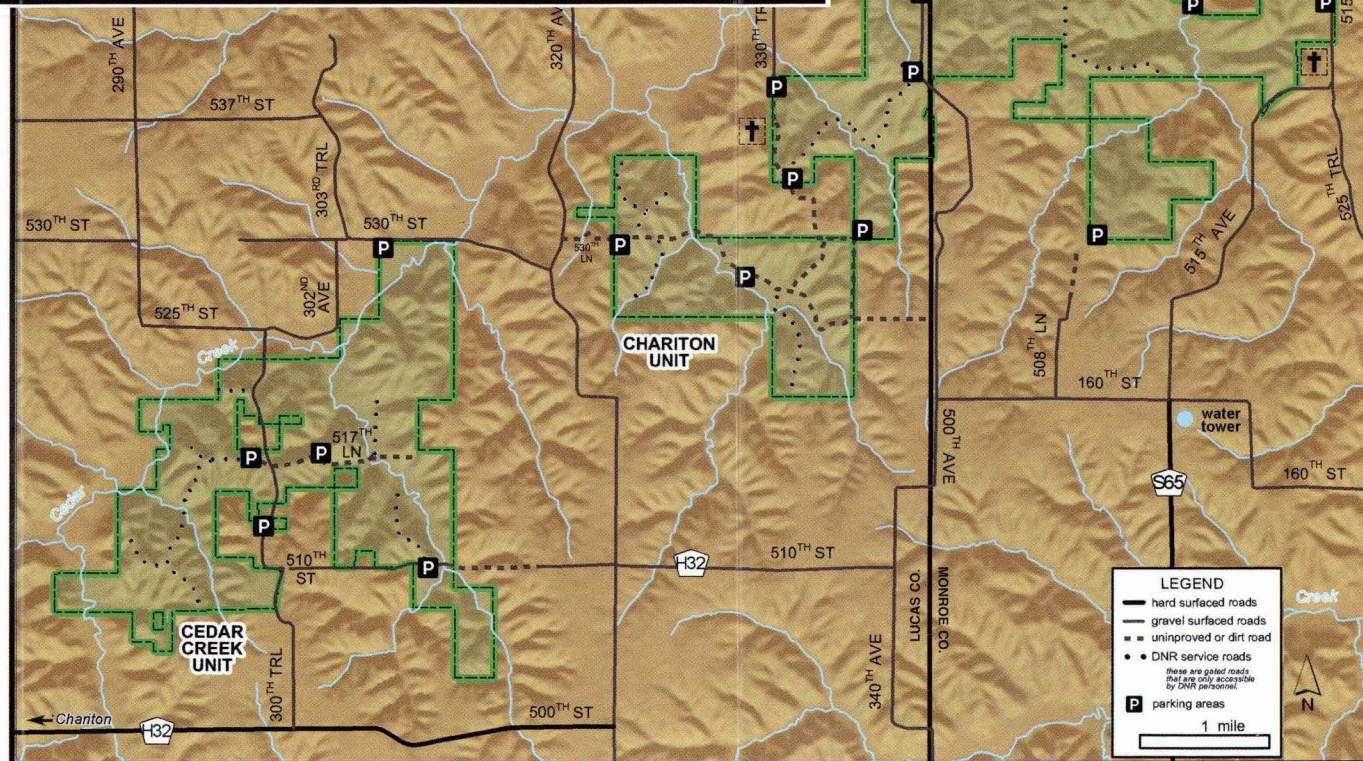 290TH AVE
320TH AV
330TH TR
P
P
515
537TH ST
P
P
303RD TRL
P
525TH TRL
530TH ST
530TH ST
P
530TH
LN
P
P
P
P
515TH AVE
302ND
AVE
525TH ST
Creek
CHARITON
UNIT
508TH LN
160TH ST
500TH AVE
water
tower
517TH
LN
P
P
160TH ST
S65
Cedar
P
510TH
ST
P
H32
510TH ST
LUCAS CO.
MONROE CO.
CEDAR
CREEK
UNIT
300TH TRL
340TH AVE
Creek
Chariton
H32
500TH ST
LEGEND
hard surfaced roads
gravel surfaced roads
uninproved or dirt road
DNR service roads
these are gated roads
that are only accessible
by DNR personnel.
P parking areas
1 mile
N